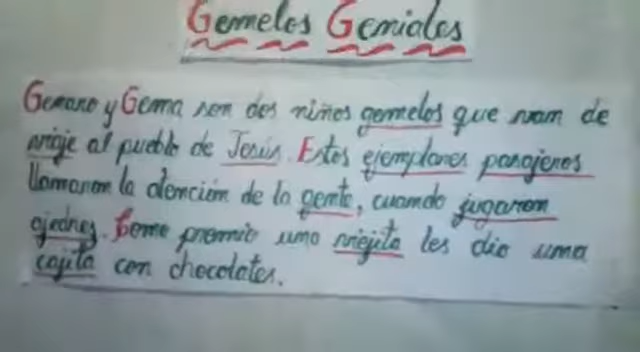 Gemelos Geniales
Genaro y Gema son dos niños gemelos que van de
viaje al pueblo de Jesús. Estos ejemplares pasajeros
llamaron la atención de la gente, cuando jugaron
ajedrez. Como premio una viejita les dio una
cajita con chocolates.